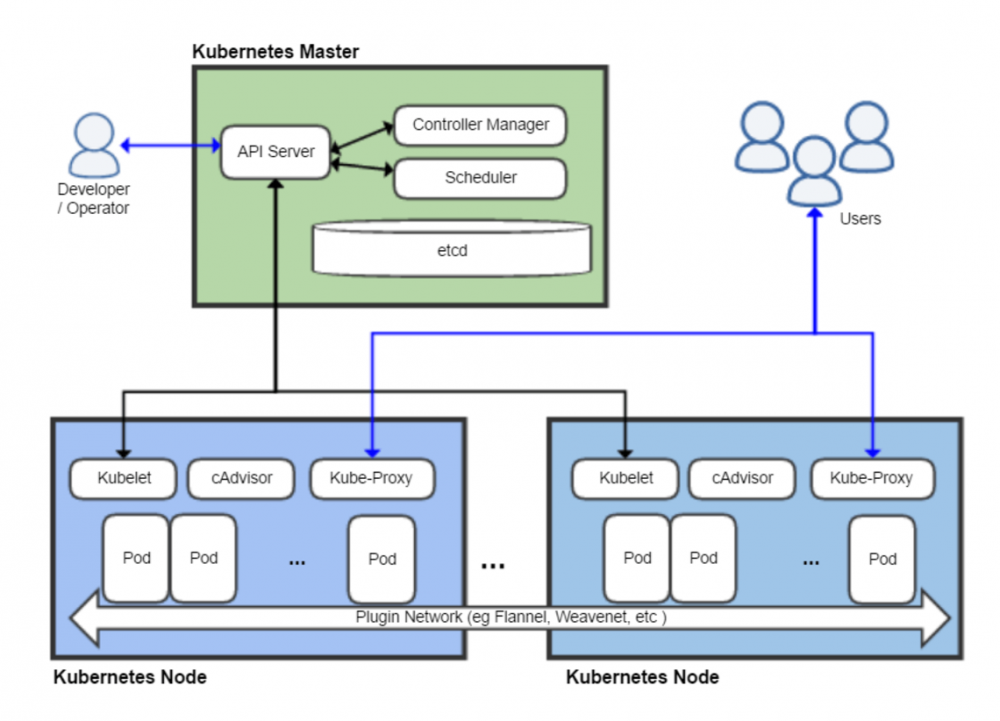 Kubernetes Master
API Server
Controller Manager
Scheduler
etcd
Developer
/ Operator
Users
Kubelet
cAdvisor
Kube-Proxy
Pod
Pod
...
Pod
...
Kubelet
cAdvisor
Kube-Proxy
Pod
Pod
...
Pod
Plugin Network (eg Flannel, Weavenet, etc )
Kubernetes Node
Kubernetes Node